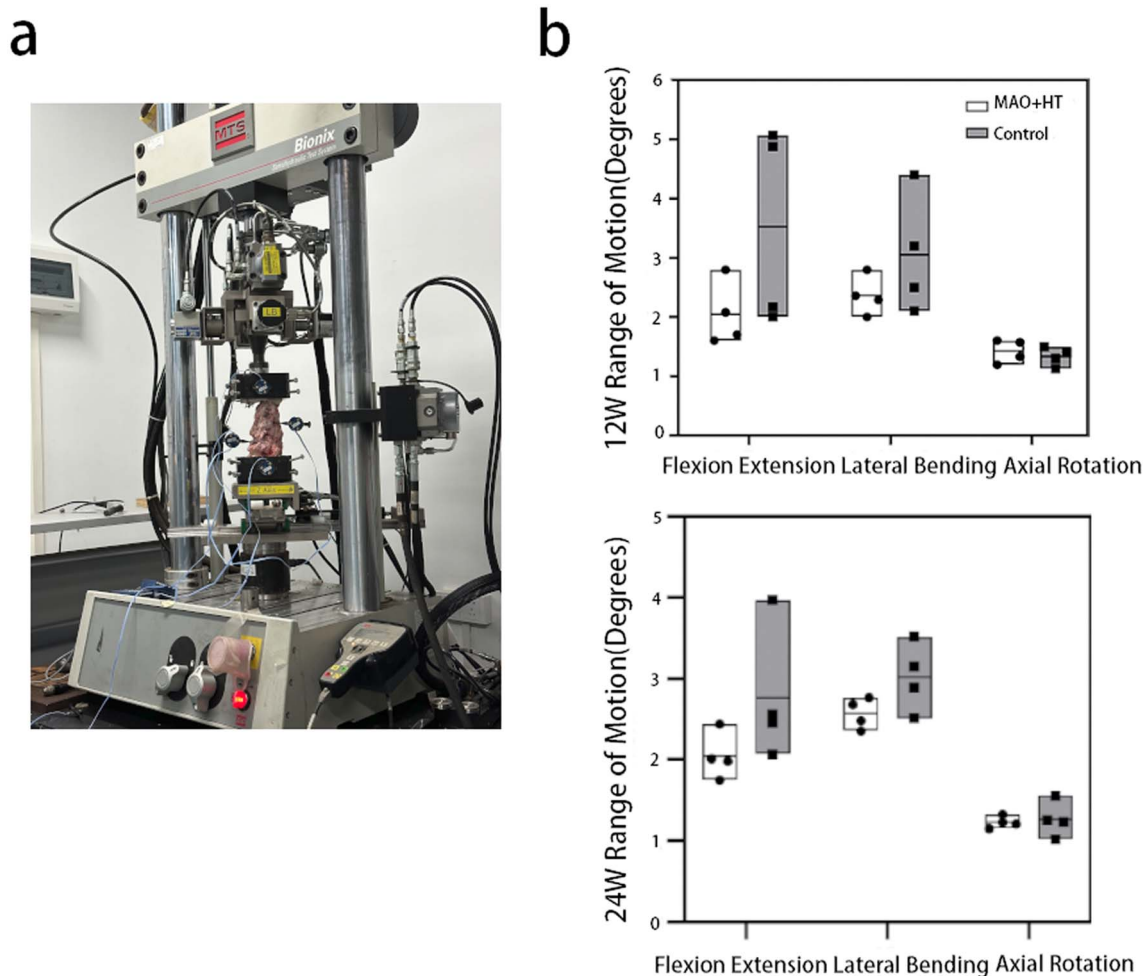 a
MTS
Bionix
LB
b
12W Range of Motion(Degrees)
6
5
4
3
2
1
0
MAO+HT
Control
Flexion Extension Lateral Bending Axial Rotation
24W Range of Motion(Degrees)
5
4
3
2
1
0
Flexion Extension Lateral Bending Axial Rotation